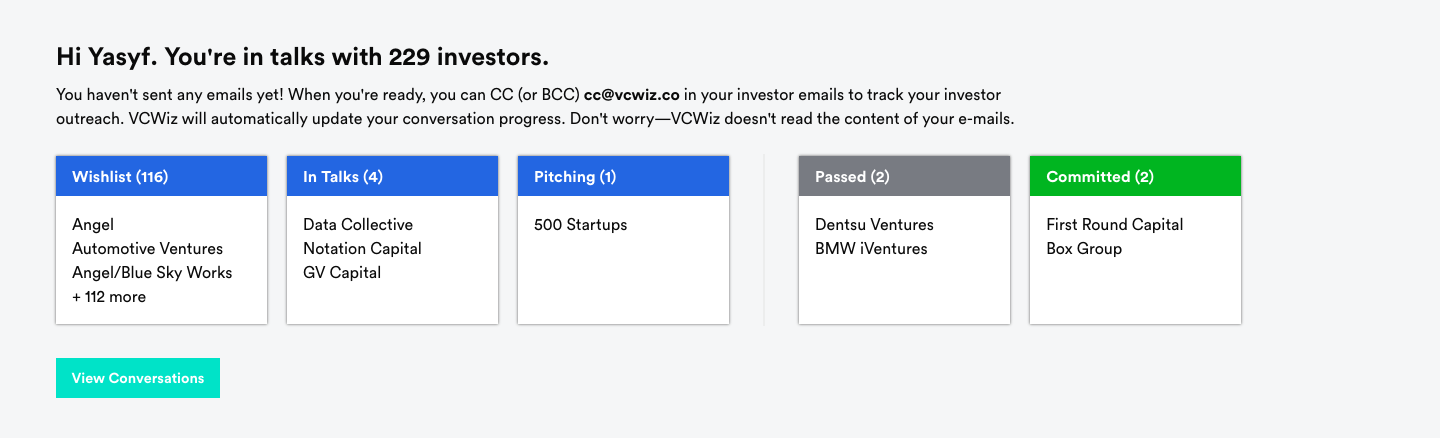 Hi Yasyf. You're in talks with 229 investors.
You haven't sent any emails yet! When you're ready, you can CC (or BCC) cc@vcwiz.co in your investor emails to track your investor
outreach. VCWiz will automatically update your conversation progress. Don't worry—VCWiz doesn't read the content of your e-mails.
Wishlist (116)
Angel
Automotive Ventures
Angel/Blue Sky Works
+ 112 more
In Talks (4)
Data Collective
Notation Capital
GV Capital
Pitching (1)
500 Startups
Passed (2)
Dentsu Ventures
BMW iVentures
Committed (2)
First Round Capital
Box Group
View Conversations